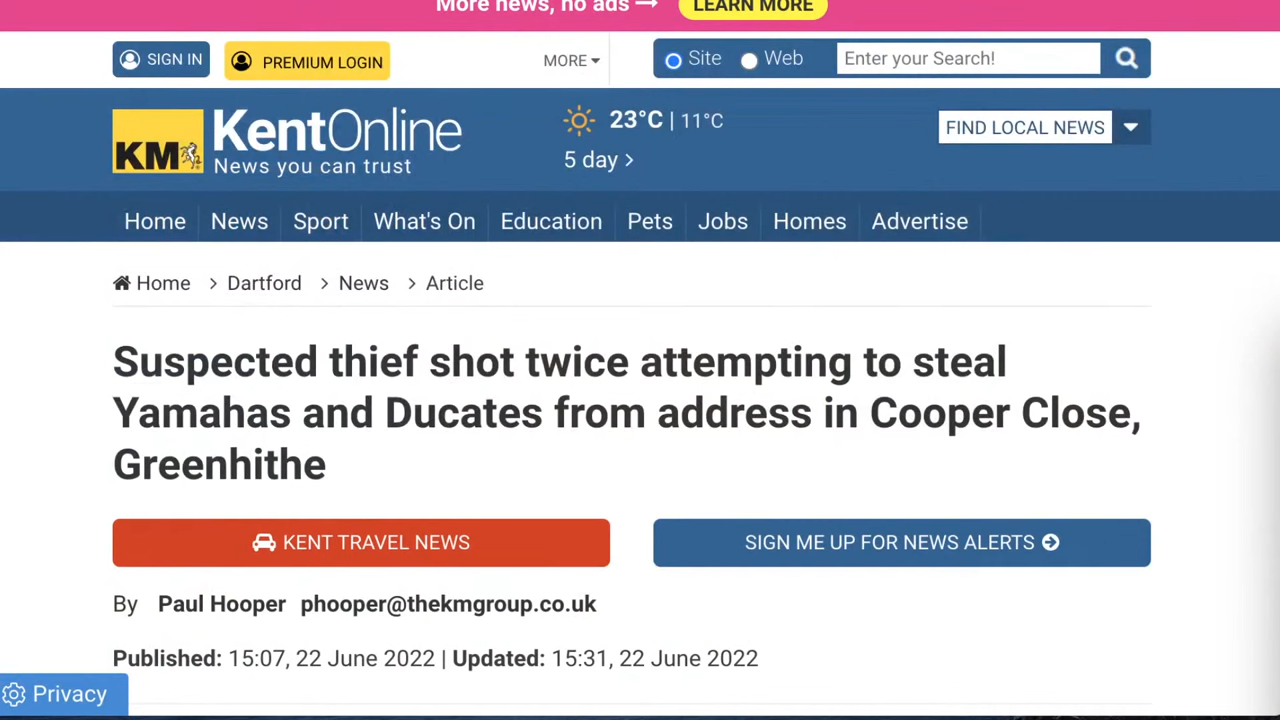 More news, no ads → LEARN MORE
SIGN IN PREMIUM LOGIN MORE Site Web Enter your Search!
KM KentOnline
News you can trust
23°C | 11°C
5 day >
FIND LOCAL NEWS
Home News Sport What's On Education Pets Jobs Homes Advertise
Home > Dartford > News > Article
Suspected thief shot twice attempting to steal
Yamahas and Ducates from address in Cooper Close,
Greenhithe
KENT TRAVEL NEWS SIGN ME UP FOR NEWS ALERTS
By Paul Hooper phooper@thekmgroup.co.uk
Published: 15:07, 22 June 2022 | Updated: 15:31, 22 June 2022
Privacy